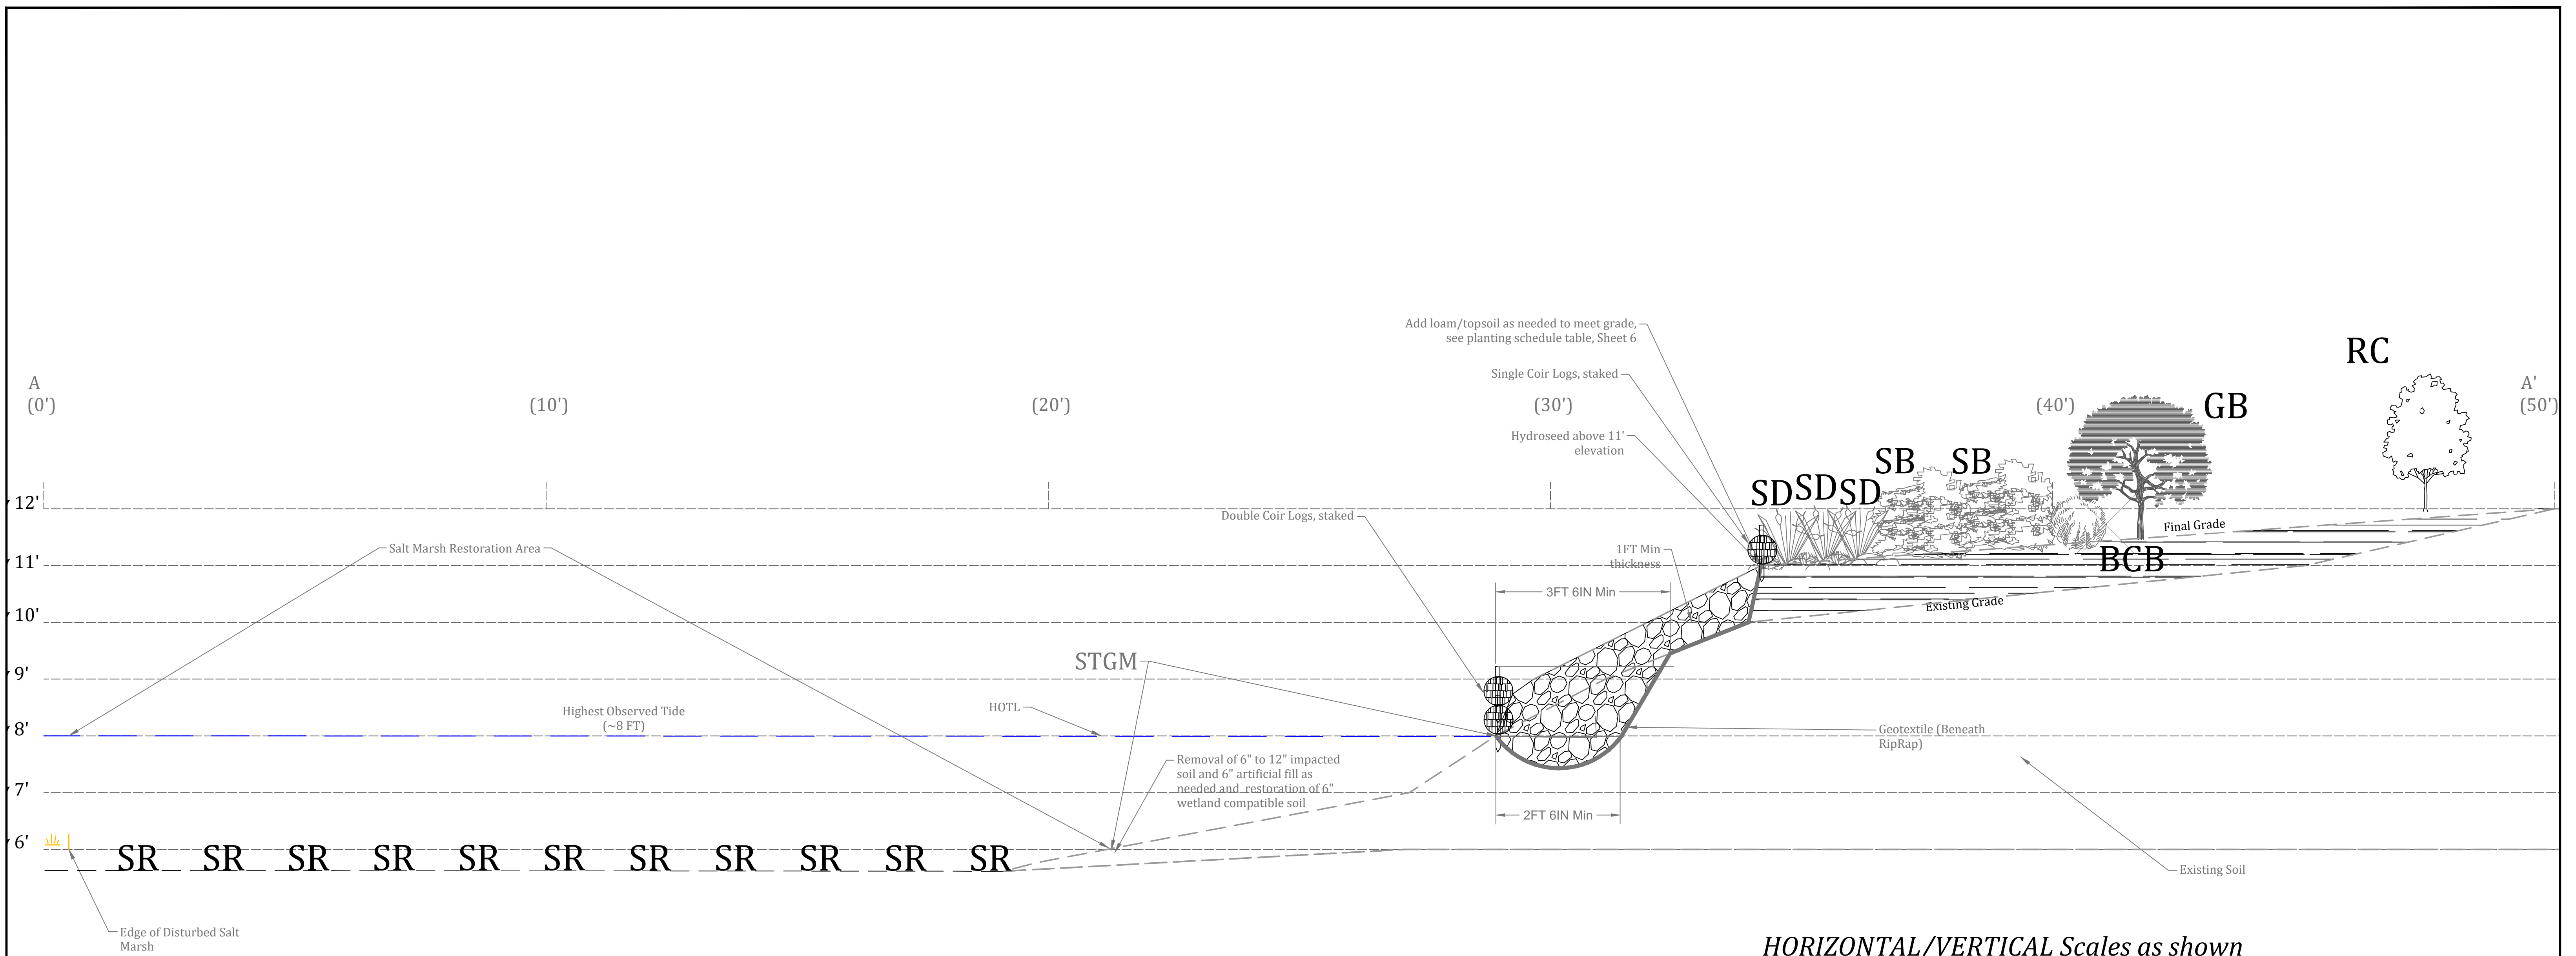 Add loam/topsoil as needed to meet grade,
see planting schedule table, Sheet 6
RC
Single Coir Logs, staked
A
A'
(0')
(10')
(20')
(30')
(40')
GB
(50')
Hydroseed above 11'
elevation
SB
SB
SD
SD
SD
12'
Double Coir Logs, staked
Final Grade
Salt Marsh Restoration Area
1FT Min
thickness
BCB
11'
3FT 6IN Min
Existing Grade
10'
STGM
9'
HOTL
Highest Observed Tide
(~8 FT)
8'
Geotextile (Beneath
RipRap)
Removal of 6" to 12" impacted
soil and 6" artificial fill as
needed and restoration of 6"
wetland compatible soil
7'
2FT 6IN Min
6'
SR SR SR SR SR SR SR SR SR SR SR
Existing Soil
Edge of Disturbed Salt
Marsh
HORIZONTAL/VERTICAL Scales as shown